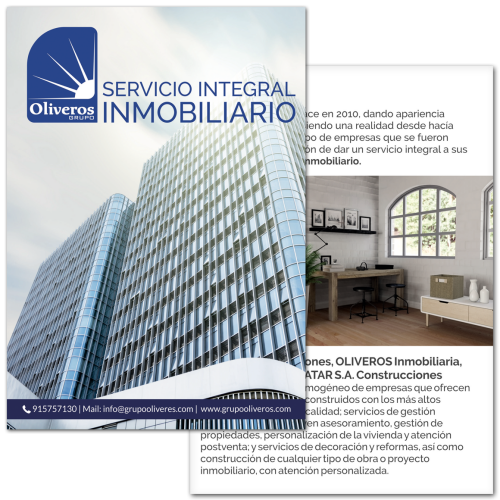 Oliveros
GRUPO
SERVICIO INTEGRAL
INMOBILIARIO
915757130 | Mail: info@grupooliveres.com | www.grupooliveros.com
ce en 2010, dando apariencia
iendo una realidad desde hacía
po de empresas que se fueron
ón de dar un servicio integral a sus
nmobiliario.
ones, OLIVEROS Inmobiliaria,
ATAR S.A. Construcciones
mogéneo de empresas que ofrecen
construidos con los más altos
calidad; servicios de gestión
en asesoramiento, gestión de
propiedades, personalización de la vivienda y atención
postventa; y servicios de decoración y reformas, así como
construcción de cualquier tipo de obra o proyecto
inmobiliario, con atención personalizada.